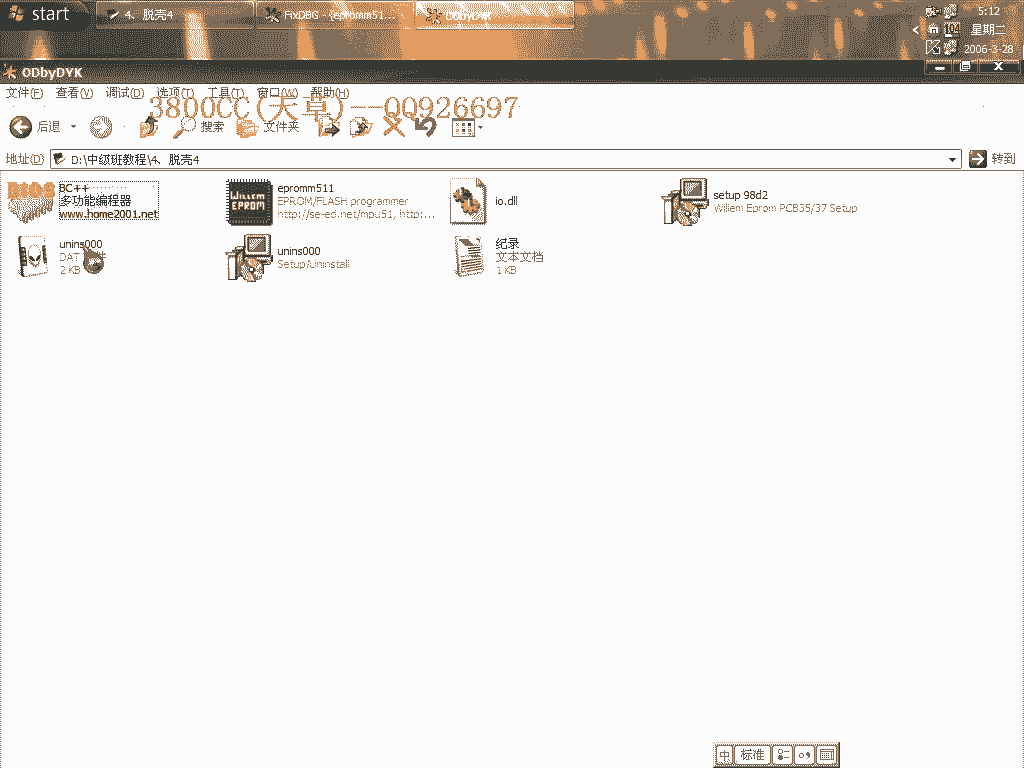 start
4、脱壳4
FixDBG - [epromm51...
ODbyDYK
5:12
星期二
2006-3-28
ODbyDYK
文件(F) 查看(V) 调试(D) 选项(T) 工具(T) 窗口(W) 帮助(H)
3800CC(天草)--QQ926697
后退 搜索 文件夹
地址(D) D:\中级班教程\4、脱壳4 转到
BC++
多功能编程器
www.home2001.net
epromm511
EPROM/FLASH programmer
http://se-ed.net/mpu51, http:...
io.dll
setup 98d2
Willem Eprom PCB35/37 Setup
unins000
DAT
2 KB
unins000
Setup/Uninstall
纪录
文本文档
1 KB
BIOS
Willem
EPROM
中 标准